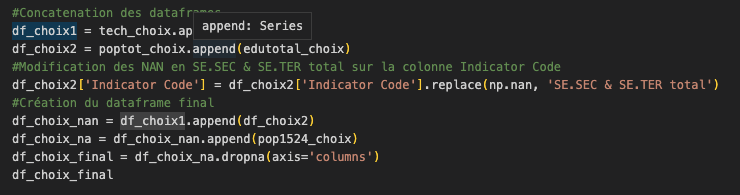 #Concatenation des dataframes
df_choix1 = tech_choix.ap
append: Series
df_choix2 = poptot_choix.append(edutotal_choix)
#Modification des NAN en SE.SEC & SE.TER total sur la colonne Indicator Code
df_choix2['Indicator Code'] = df_choix2['Indicator Code'].replace(np.nan, 'SE.SEC & SE.TER total')
#Création du dataframe final
df_choix_nan = df_choix1.append(df_choix2)
df_choix_na = df_choix_nan.append(pop1524_choix)
df_choix_final = df_choix_na.dropna(axis='columns')
df_choix_final